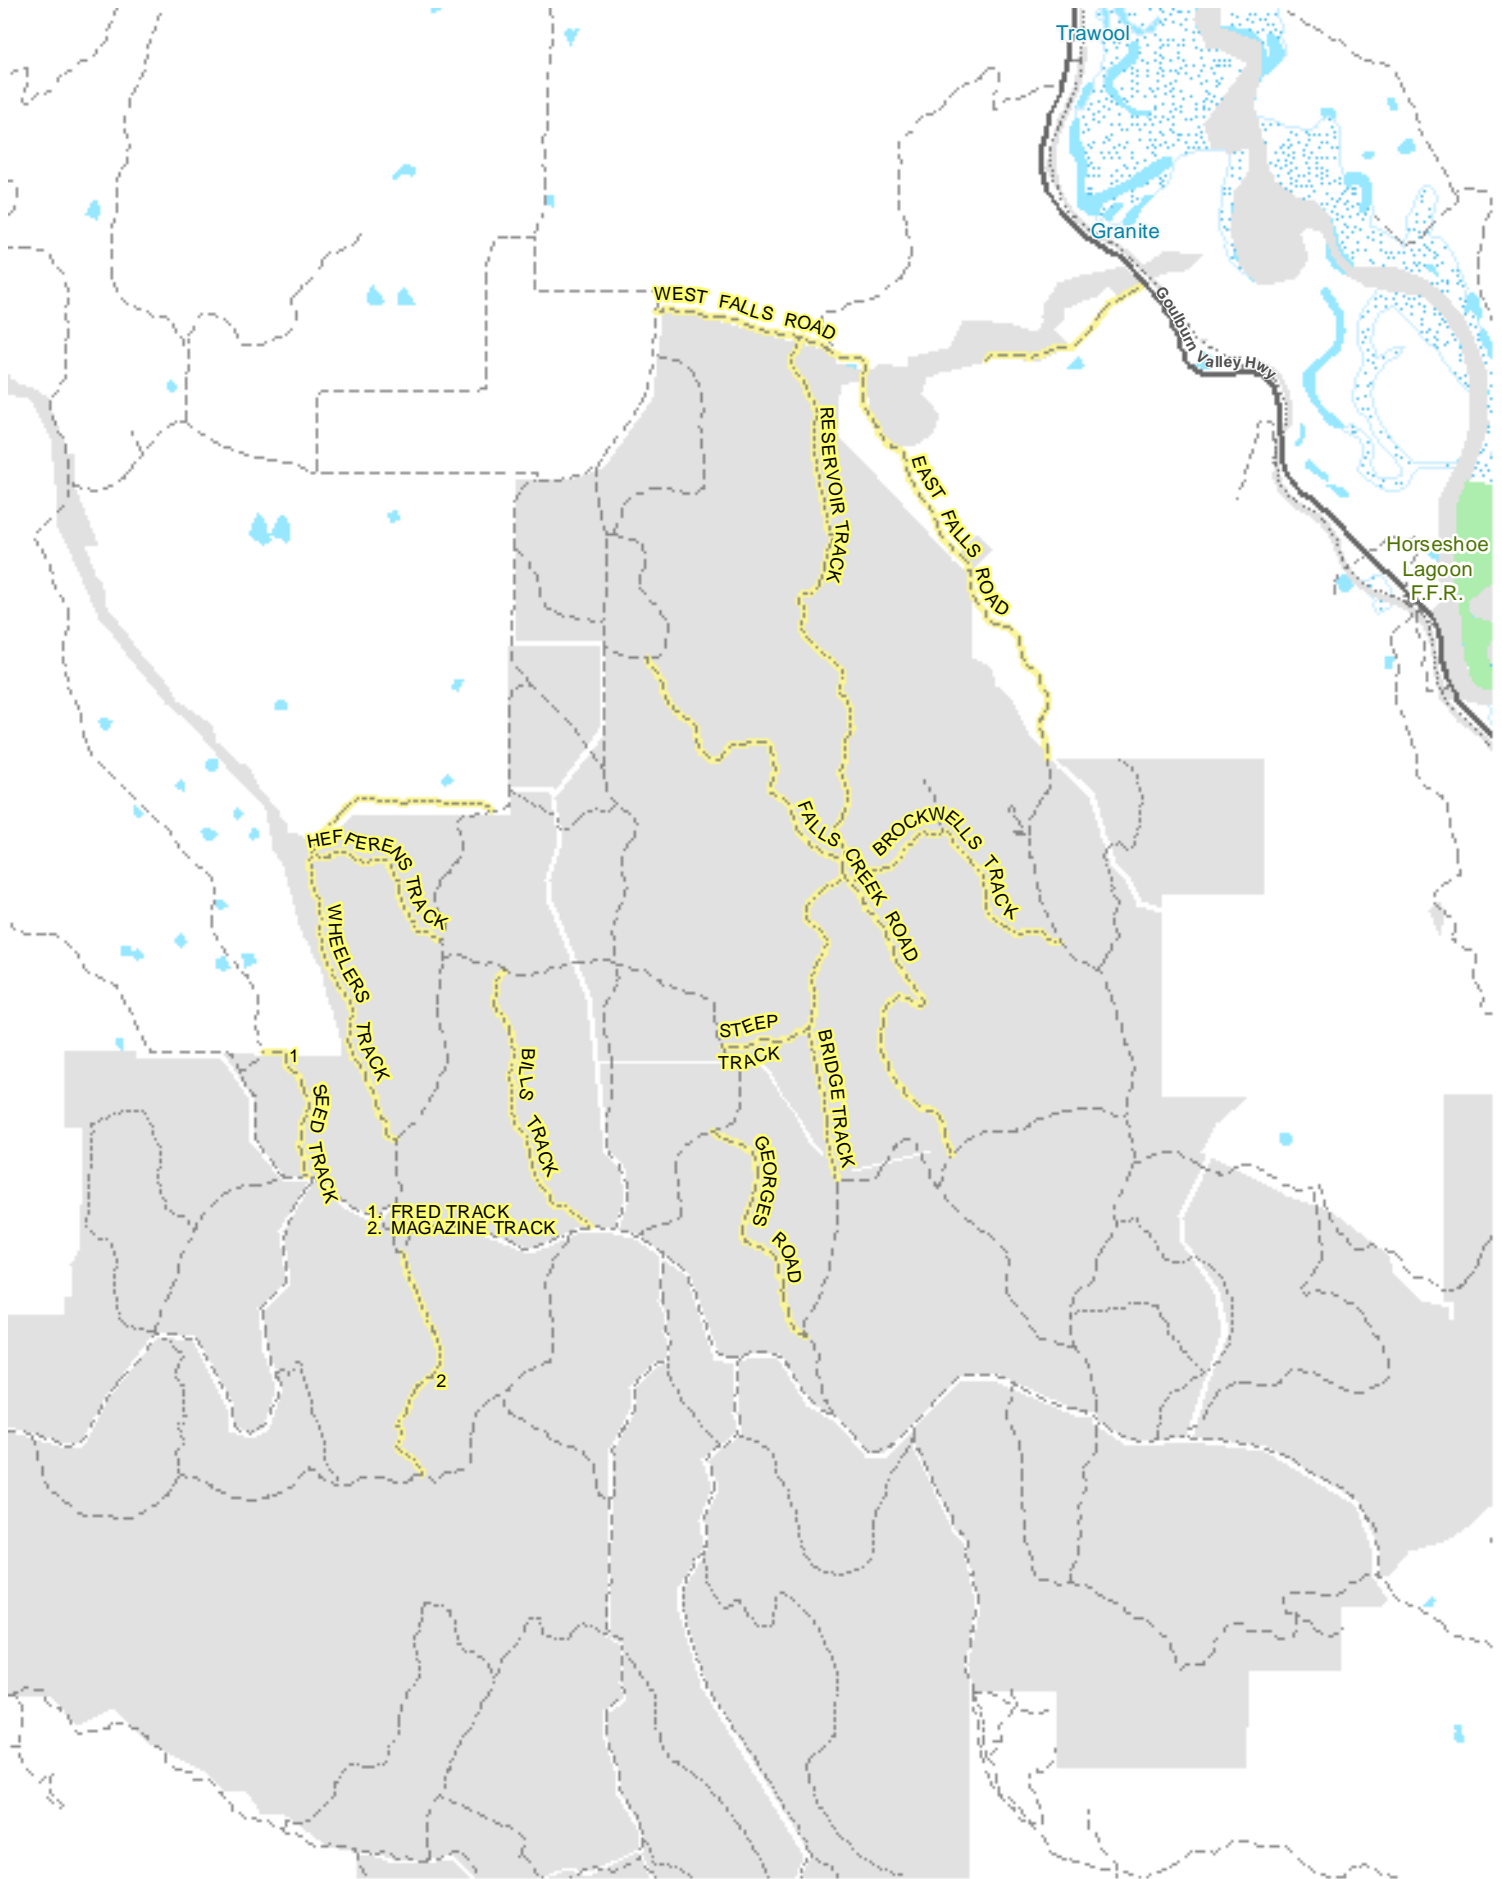 Trawool
Granite
WEST FALLS ROAD
Goulburn Valley Hwy
RESERVOIR TRACK
EAST FALLS ROAD
Horseshoe
Lagoon
F.F.R.
HEFFERENS TRACK
FALLS CREEK ROAD
BROCKWELLS TRACK
WHEELERS TRACK
STEEP
TRACK
BRIDGE TRACK
BILLS TRACK
1
SEED TRACK
GEORGES ROAD
1. FRED TRACK
2. MAGAZINE TRACK
2